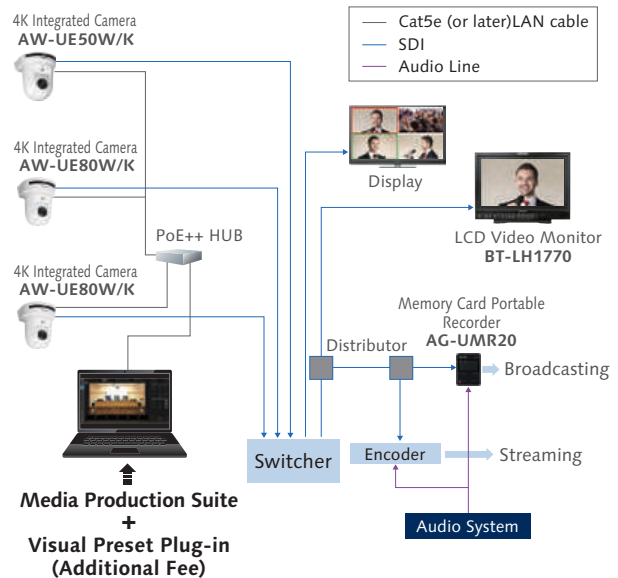 4K Integrated Camera
AW-UE50W/K
Cat5e (or later)LAN cable
SDI
Audio Line
4K Integrated Camera
AW-UE80W/K
Display
PoE++ HUB
LCD Video Monitor
BT-LH1770
4K Integrated Camera
AW-UE80W/K
Memory Card Portable
Recorder
AG-UMR20
Distributor
Broadcasting
Switcher
Encoder
Streaming
Media Production Suite
+
Visual Preset Plug-in
(Additional Fee)
Audio System